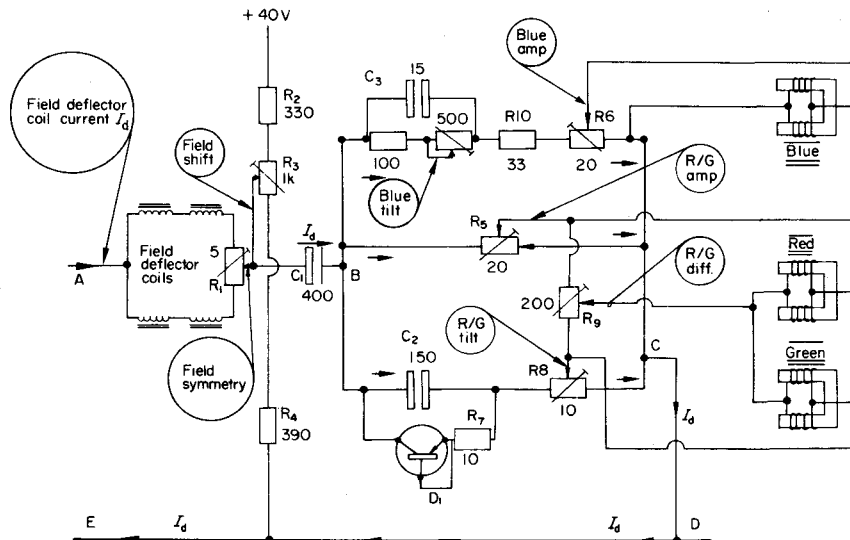 + 40V
Field deflector
coil current Id
Field
shift
R2
330
R3
1k
Field
deflector
coils
5
R1
A
Id
C1
400
B
Field
symmetry
R4
390
C3
15
100
500
Blue
tilt
R10
33
Blue
amp
R6
20
R/G
amp
R5
20
200
R9
R/G
diff.
R/G
tilt
C2
150
R8
10
R7
10
D1
C
Id
Blue
Red
Green
E
Id
Id
D